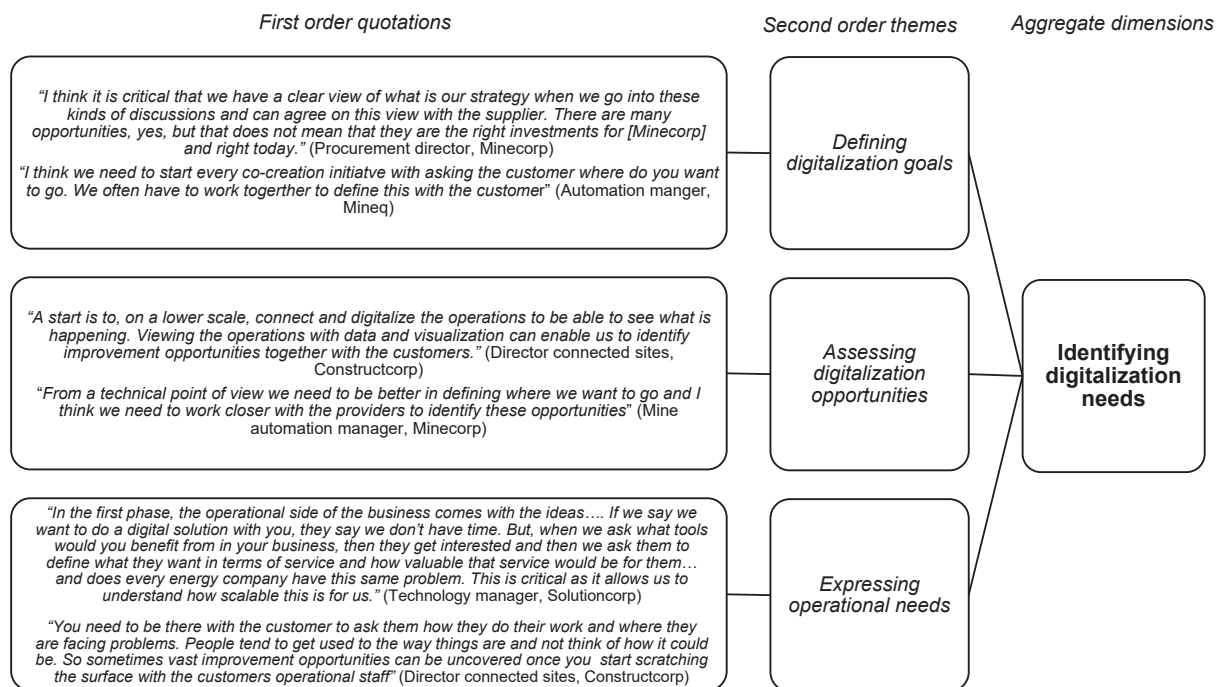 First order quotations
Second order themes
Aggregate dimensions
“I think it is critical that we have a clear view of what is our strategy when we go into these
kinds of discussions and can agree on this view with the supplier. There are many
opportunities, yes, but that does not mean that they are the right investments for [Minecorp]
and right today.” (Procurement director, Minecorp)
“I think we need to start every co-creation initiatve with asking the customer where do you want
to go. We often have to work togerther to define this with the customer” (Automation manger,
Mineq)
Defining
digitalization goals
“A start is to, on a lower scale, connect and digitalize the operations to be able to see what is
happening. Viewing the operations with data and visualization can enable us to identify
improvement opportunities together with the customers.” (Director connected sites,
Constructcorp)
“From a technical point of view we need to be better in defining where we want to go and I
think we need to work closer with the providers to identify these opportunities” (Mine
automation manager, Minecorp)
Assessing
digitalization
opportunities
Identifying
digitalization
needs
“In the first phase, the operational side of the business comes with the ideas…. If we say we
want to do a digital solution with you, they say we don’t have time. But, when we ask what tools
would you benefit from in your business, then they get interested and then we ask them to
define what they want in terms of service and how valuable that service would be for them…
and does every energy company have this same problem. This is critical as it allows us to
understand how scalable this is for us.” (Technology manager, Solutioncorp)
“You need to be there with the customer to ask them how they do their work and where they
are facing problems. People tend to get used to the way things are and not think of how it could
be. So sometimes vast improvement opportunities can be uncovered once you start scratching
the surface with the customers operational staff” (Director connected sites, Constructcorp)
Expressing
operational needs